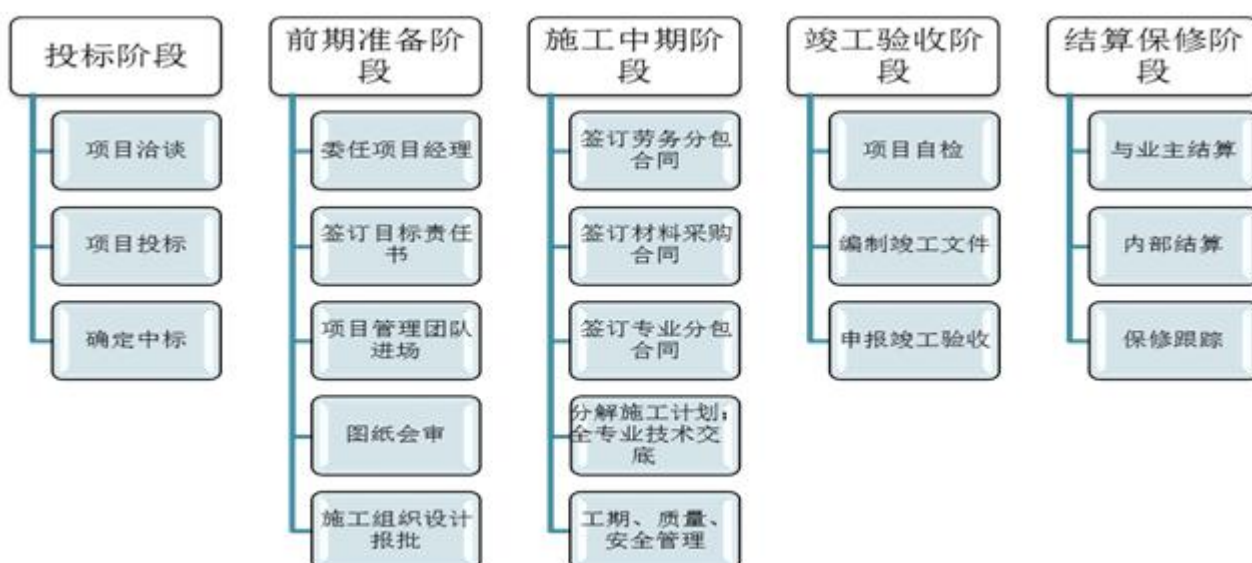 投标阶段
项目洽谈
项目投标
确定中标
前期准备阶
段
委任项目经理
签订目标责任
书
项目管理团队
进场
图纸会审
施工组织设计
报批
施工中期阶
段
签订劳务分包
合同
签订材料采购
合同
签订专业分包
合同
分解施工计划；
全专业技术交
底
工期、质量、
安全管理
竣工验收阶
段
项目自检
编制竣工文件
申报竣工验收
结算保修阶
段
与业主结算
内部结算
保修跟踪